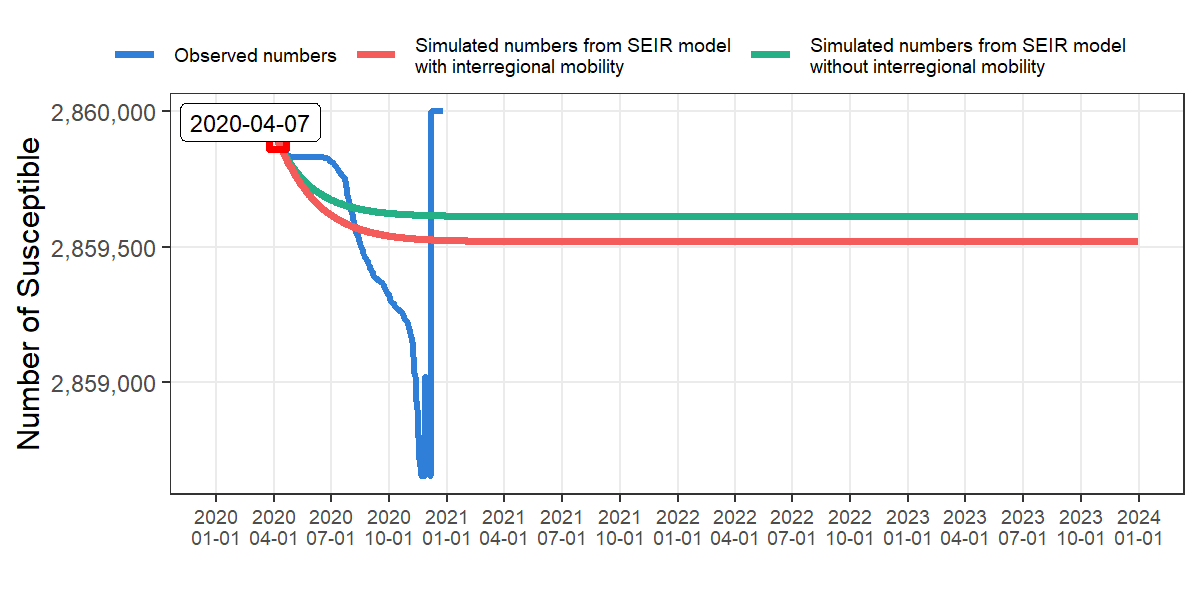 Observed numbers
Simulated numbers from SEIR model
with interregional mobility
Simulated numbers from SEIR model
without interregional mobility
Number of Susceptible
2,860,000
2,859,500
2,859,000
2020-04-07
2020 2020 2020 2020 2021 2021 2021 2021 2022 2022 2022 2022 2023 2023 2023 2023 2024
01-01 04-01 07-01 10-01 01-01 04-01 07-01 10-01 01-01 04-01 07-01 10-01 01-01 04-01 07-01 10-01 01-01